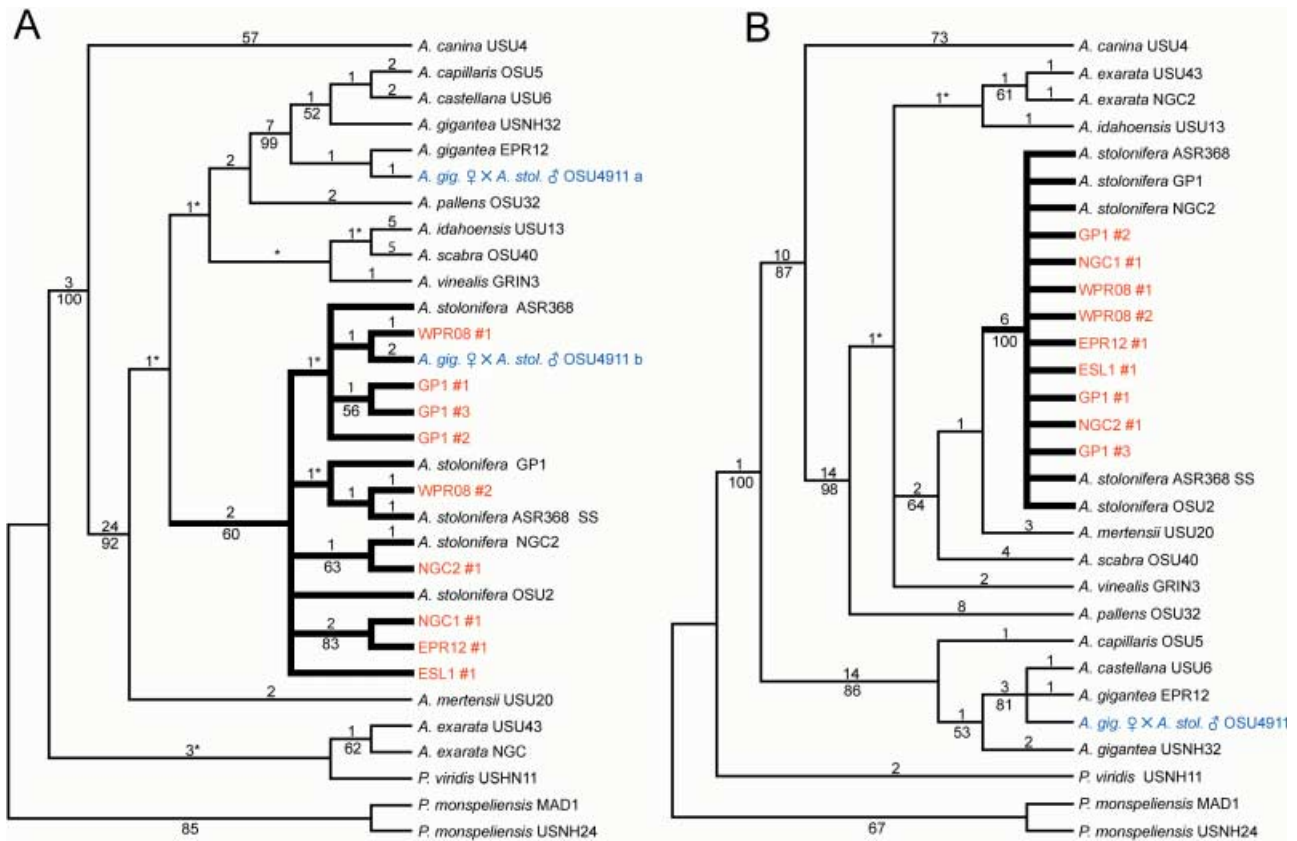 A
B
57
A. canina USU4
2
A. capillaris OSU5
1
2
A. castellana USU6
1
52
A. gigantea USNH32
7
99
A. gigantea EPR12
1
1
A. gig. ♀ × A. stol. ♂ OSU4911 a
2
2
A. pallens OSU32
1*
5
A. idahoensis USU13
1*
5
A. scabra OSU40
*
1
A. vinealis GRIN3
3
100
A. stolonifera ASR368
1
WPR08 #1
1
2
A. gig. ♀ × A. stol. ♂ OSU4911 b
1*
1*
GP1 #1
1
56
GP1 #3
GP1 #2
A. stolonifera GP1
1*
1
WPR08 #2
1
1
A. stolonifera ASR368 SS
2
60
24
92
1
A. stolonifera NGC2
1
63
NGC2 #1
A. stolonifera OSU2
NGC1 #1
2
83
EPR12 #1
ESL1 #1
2
A. mertensii USU20
A. exarata USU43
1
62
A. exarata NGC
3*
P. viridis USHN11
P. monspeliensis MAD1
85
P. monspeliensis USNH24
73
A. canina USU4
1
A. exarata USU43
1
61
1
A. exarata NGC2
1*
1
A. idahoensis USU13
A. stolonifera ASR368
A. stolonifera GP1
A. stolonifera NGC2
GP1 #2
10
87
NGC1 #1
WPR08 #1
WPR08 #2
6
100
EPR12 #1
1*
ESL1 #1
GP1 #1
1
NGC2 #1
GP1 #3
14
98
A. stolonifera ASR368 SS
2
64
A. stolonifera OSU2
3
A. mertensii USU20
4
A. scabra OSU40
2
A. vinealis GRIN3
8
A. pallens OSU32
1
100
1
A. capillaris OSU5
14
86
1
A. castellana USU6
3
81
1
A. gigantea EPR12
1
53
A. gig. ♀ × A. stol. ♂ OSU4911
2
A. gigantea USNH32
2
P. viridis USNH11
P. monspeliensis MAD1
67
P. monspeliensis USNH24